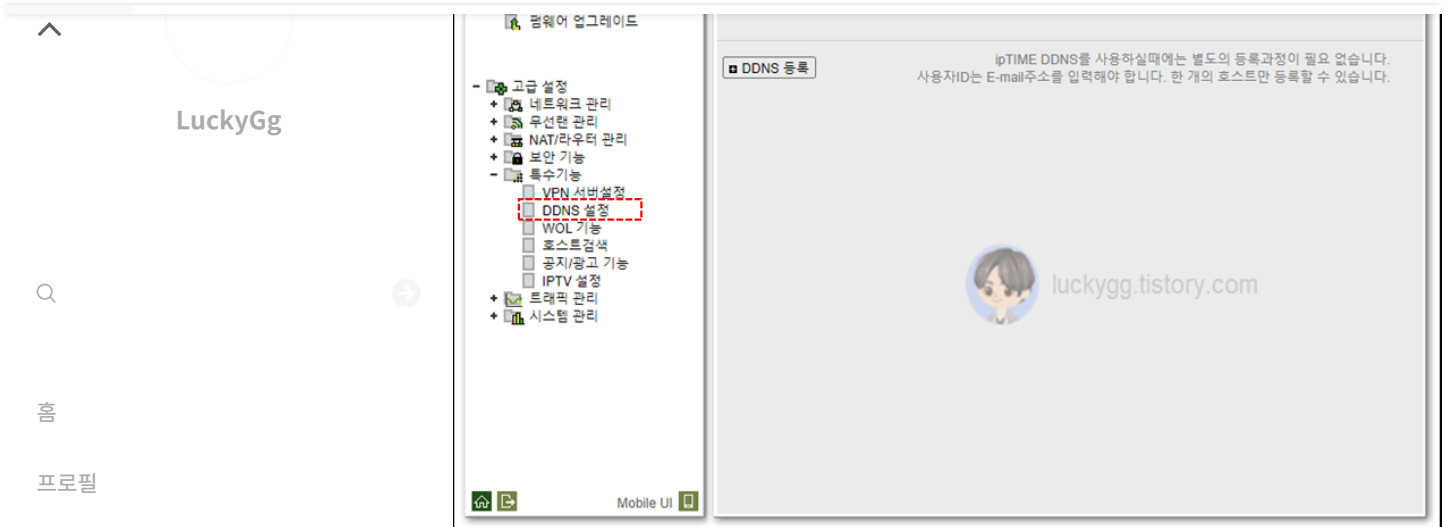 LuckyGg
홈
프로필
펌웨어 업그레이드
고급 설정
네트워크 관리
무선랜 관리
NAT/라우터 관리
보안 기능
특수기능
VPN 서버설정
DDNS 설정
WOL 기능
호스트검색
공지/광고 기능
IPTV 설정
트래픽 관리
시스템 관리
Mobile UI
DDNS 등록
ipTIME DDNS를 사용하실때에는 별도의 등록과정이 필요 없습니다.
사용자ID는 E-mail주소를 입력해야 합니다. 한 개의 호스트만 등록할 수 있습니다.
luckygg.tistory.com